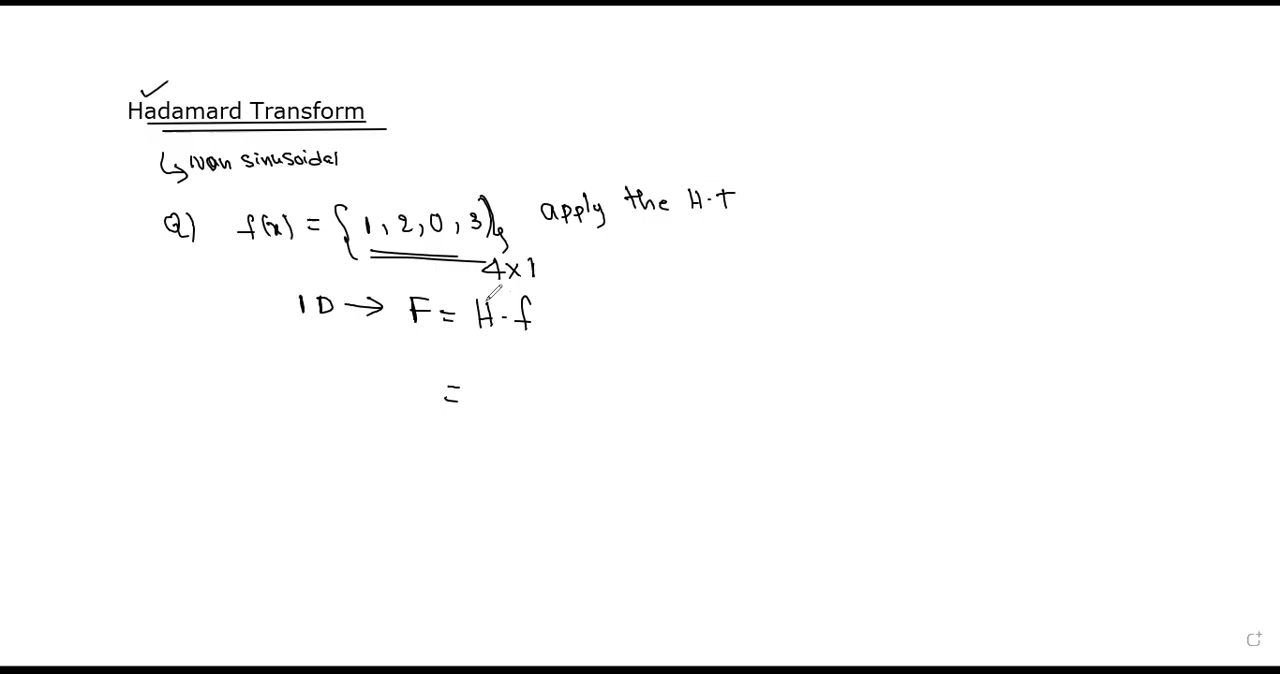 Hadamard Transform
↳ Non sinusoidal
Q) f(x) = {1, 2, 0, 3}, apply the H.T
4x1
1D → F = H.f
=